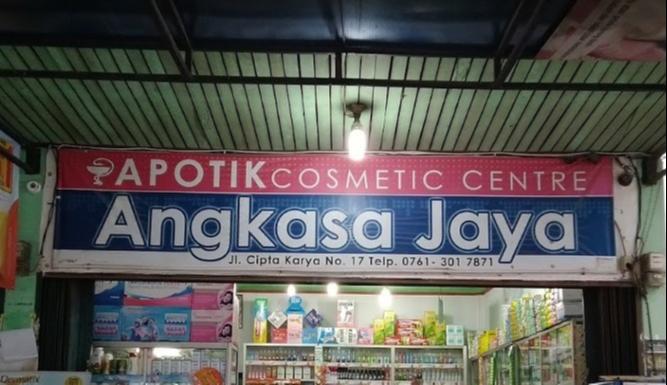 APOTIK COSMETIC CENTRE
Angkasa Jaya
Jl. Cipta Karya No. 17 Telp. 0761- 301 7871